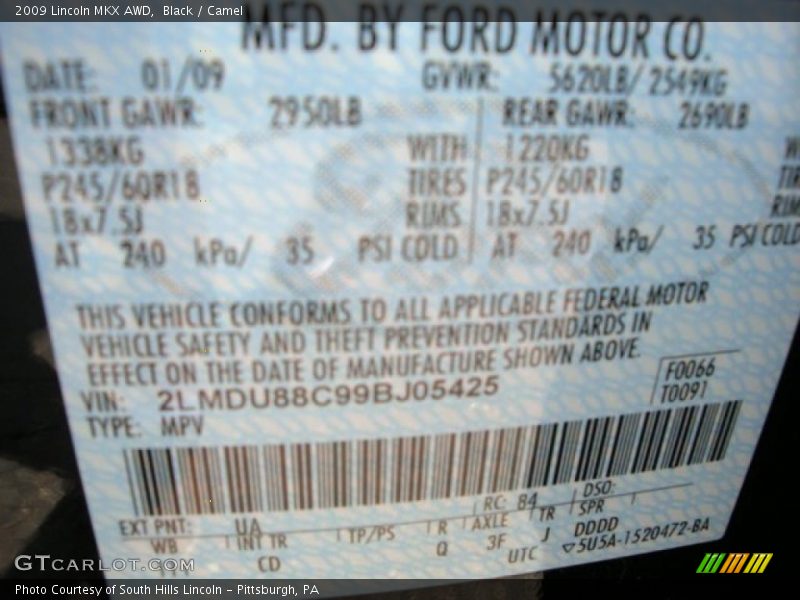 2009 Lincoln MKX AWD, Black / Camel
MFD. BY FORD MOTOR CO.
DATE: 01/09 GVWR: 5620LB/ 2549KG
FRONT GAWR: 2950LB REAR GAWR: 2690LB
1338KG WITH 1220KG
P245/60R18 TIRES P245/60R18 TIRE
18x7.5J RIMS 18x7.5J RIMS
AT 240 kPa/ 35 PSI COLD AT 240 kPa/ 35 PSI COLD
THIS VEHICLE CONFORMS TO ALL APPLICABLE FEDERAL MOTOR
VEHICLE SAFETY AND THEFT PREVENTION STANDARDS IN
EFFECT ON THE DATE OF MANUFACTURE SHOWN ABOVE.
VIN: 2LMDU88C99BJ05425 F0066
TYPE: MPV T0091
EXT PNT: UA RC: 84 DSO:
WB INT TR TP/PS R AXLE TR SPR
CD Q 3F J DDDD
UTC ▽5U5A-1520472-BA
GTCARLOT.COM
Photo Courtesy of South Hills Lincoln - Pittsburgh, PA